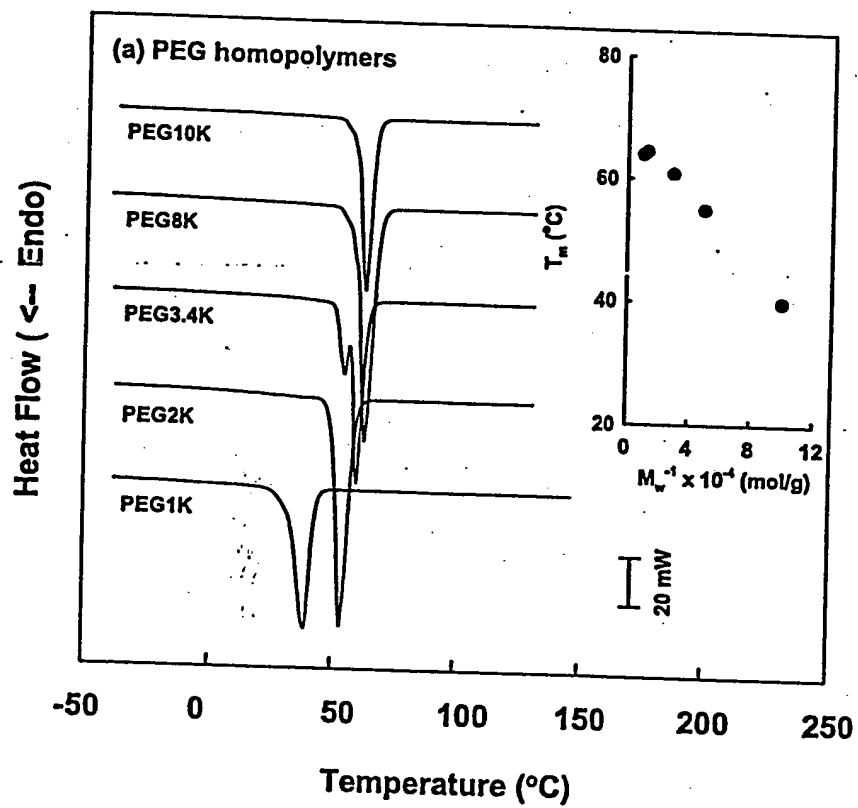 (a) PEG homopolymers
PEG10K
PEG8K
PEG3.4K
PEG2K
PEG1K
Heat Flow ( <-- Endo)
-50 0 50 100 150 200 250
Temperature (°C)
80
60
40
20
Tm (°C)
0 4 8 12
Mw⁻¹ x 10⁻⁴ (mol/g)
20 mW